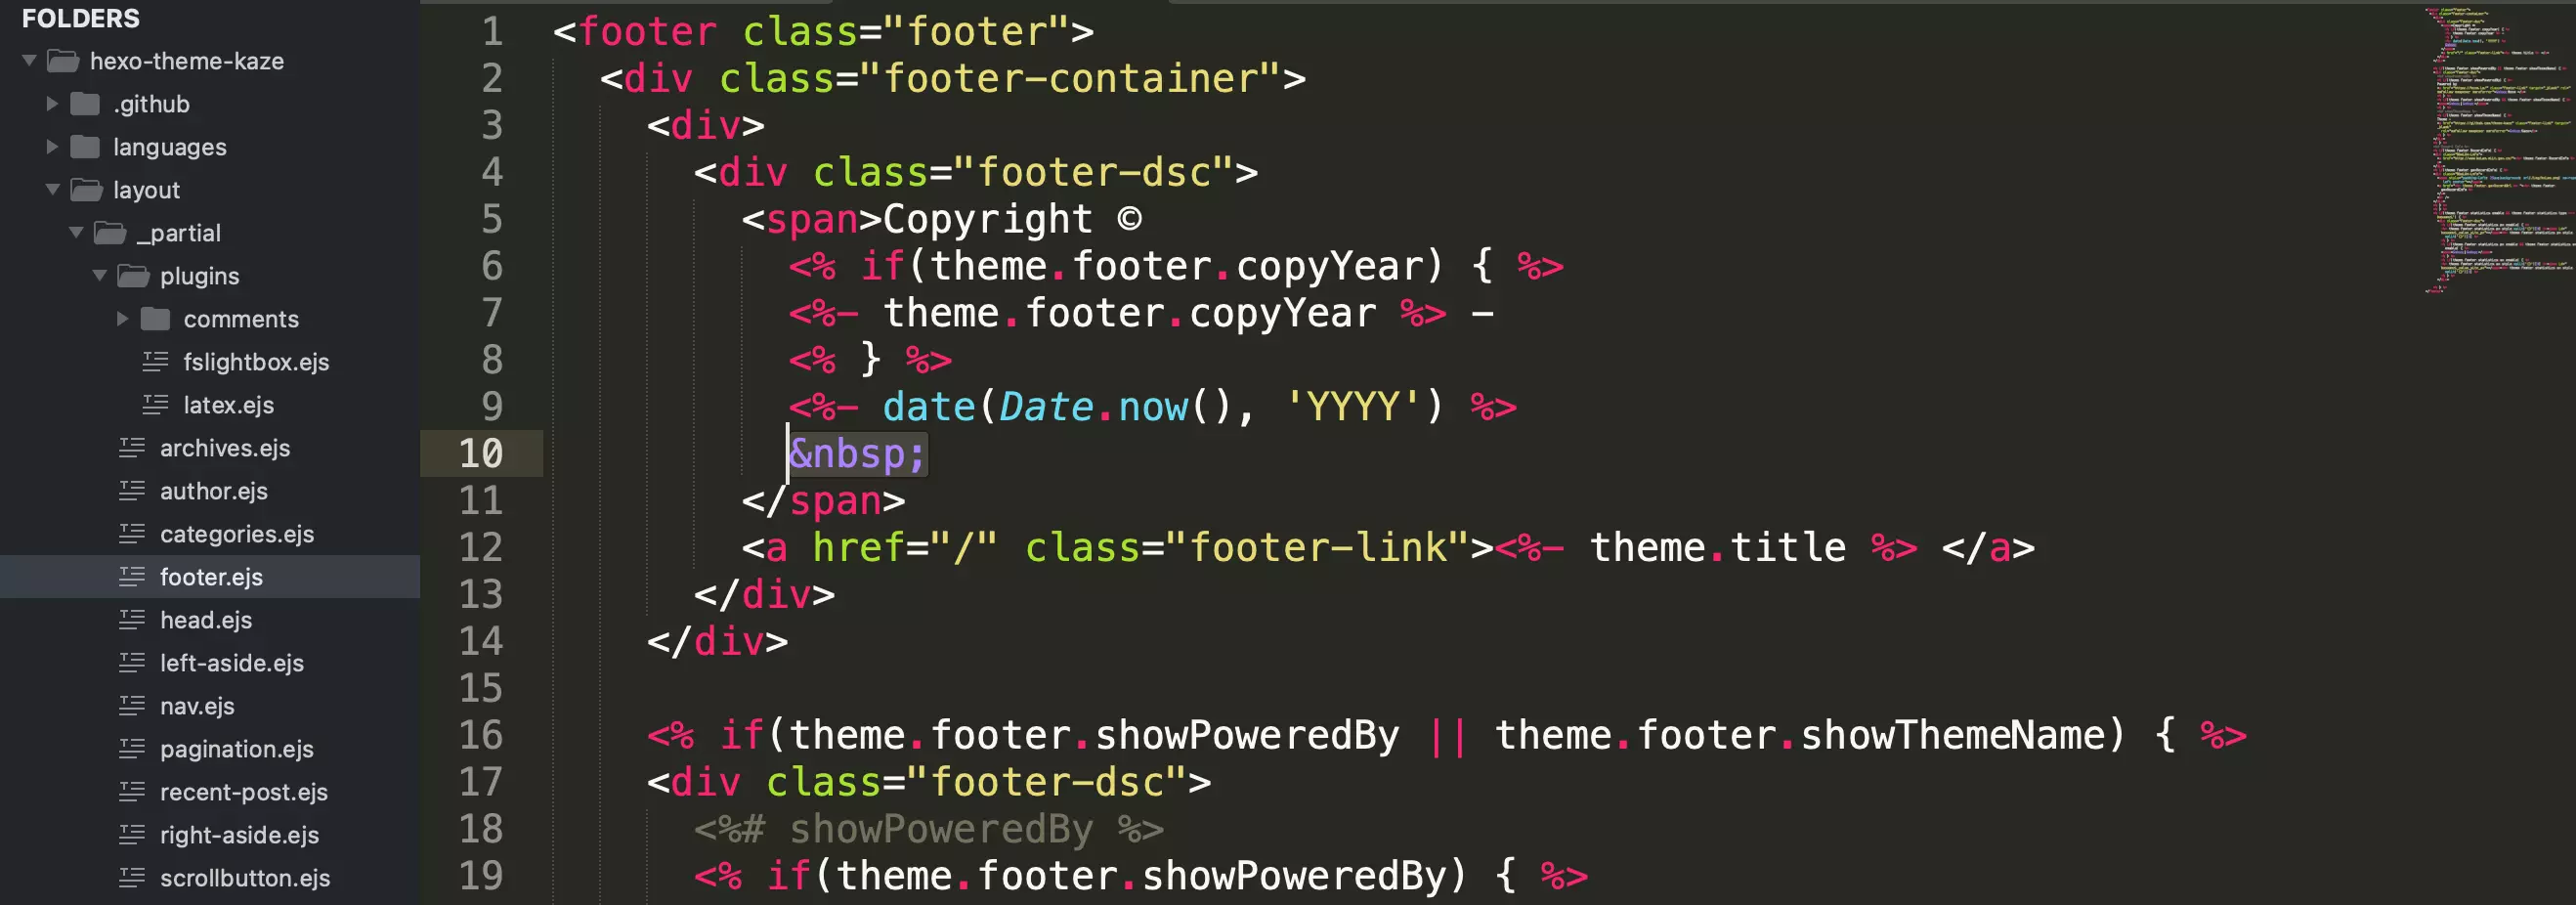 FOLDERS
hexo-theme-kaze
.github
languages
layout
_partial
plugins
comments
fslightbox.ejs
latex.ejs
archives.ejs
author.ejs
categories.ejs
footer.ejs
head.ejs
left-aside.ejs
nav.ejs
pagination.ejs
recent-post.ejs
right-aside.ejs
scrollbutton.ejs
1 <footer class="footer">
2 <div class="footer-container">
3 <div>
4 <div class="footer-dsc">
5 <span>Copyright ©
6 <% if(theme.footer.copyYear) { %>
7 <%- theme.footer.copyYear %> -
8 <% } %>
9 <%- date(Date.now(), 'YYYY') %>
10 &nbsp;
11 </span>
12 <a href="/" class="footer-link"><%- theme.title %> </a>
13 </div>
14 </div>
15
16 <% if(theme.footer.showPoweredBy || theme.footer.showThemeName) { %>
17 <div class="footer-dsc">
18 <%# showPoweredBy %>
19 <% if(theme.footer.showPoweredBy) { %>